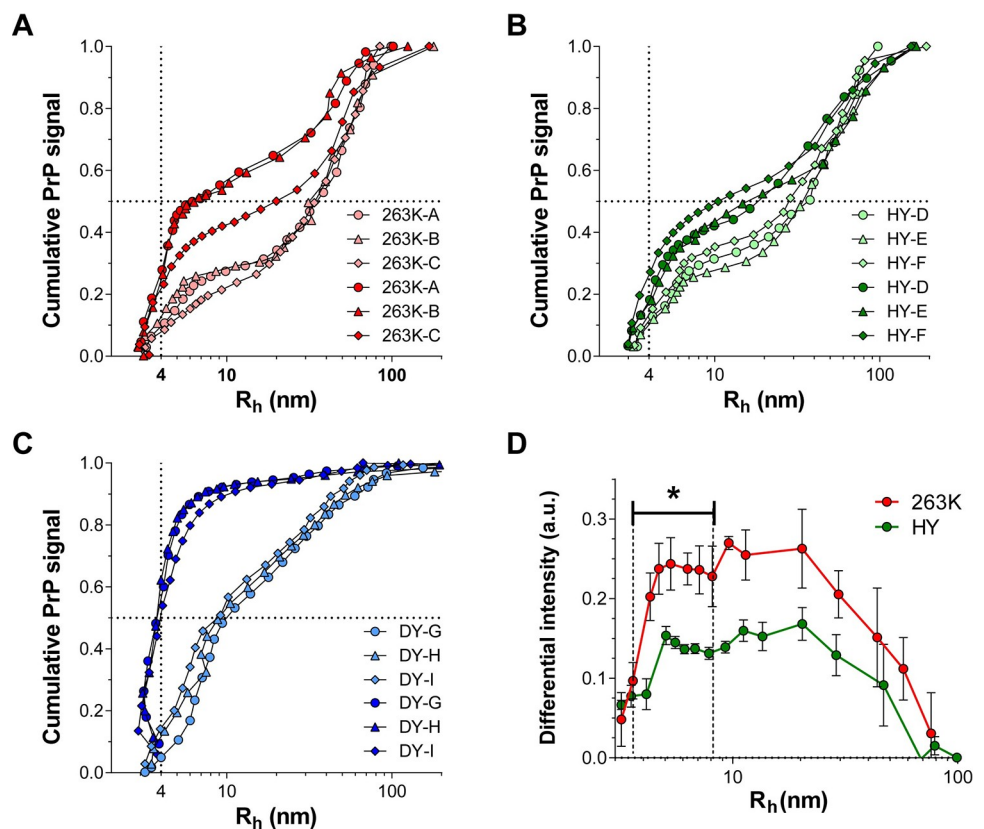 A
Cumulative PrP signal
1.0
0.8
0.6
0.4
0.2
0.0
263K-A
263K-B
263K-C
263K-A
263K-B
263K-C
4 10 100
Rh (nm)
B
Cumulative PrP signal
1.0
0.8
0.6
0.4
0.2
0.0
HY-D
HY-E
HY-F
HY-D
HY-E
HY-F
4 10 100
Rh (nm)
C
Cumulative PrP signal
1.0
0.8
0.6
0.4
0.2
0.0
DY-G
DY-H
DY-I
DY-G
DY-H
DY-I
4 10 100
Rh (nm)
D
Differential intensity (a.u.)
0.3
0.2
0.1
0.0
*
263K
HY
10 100
Rh (nm)